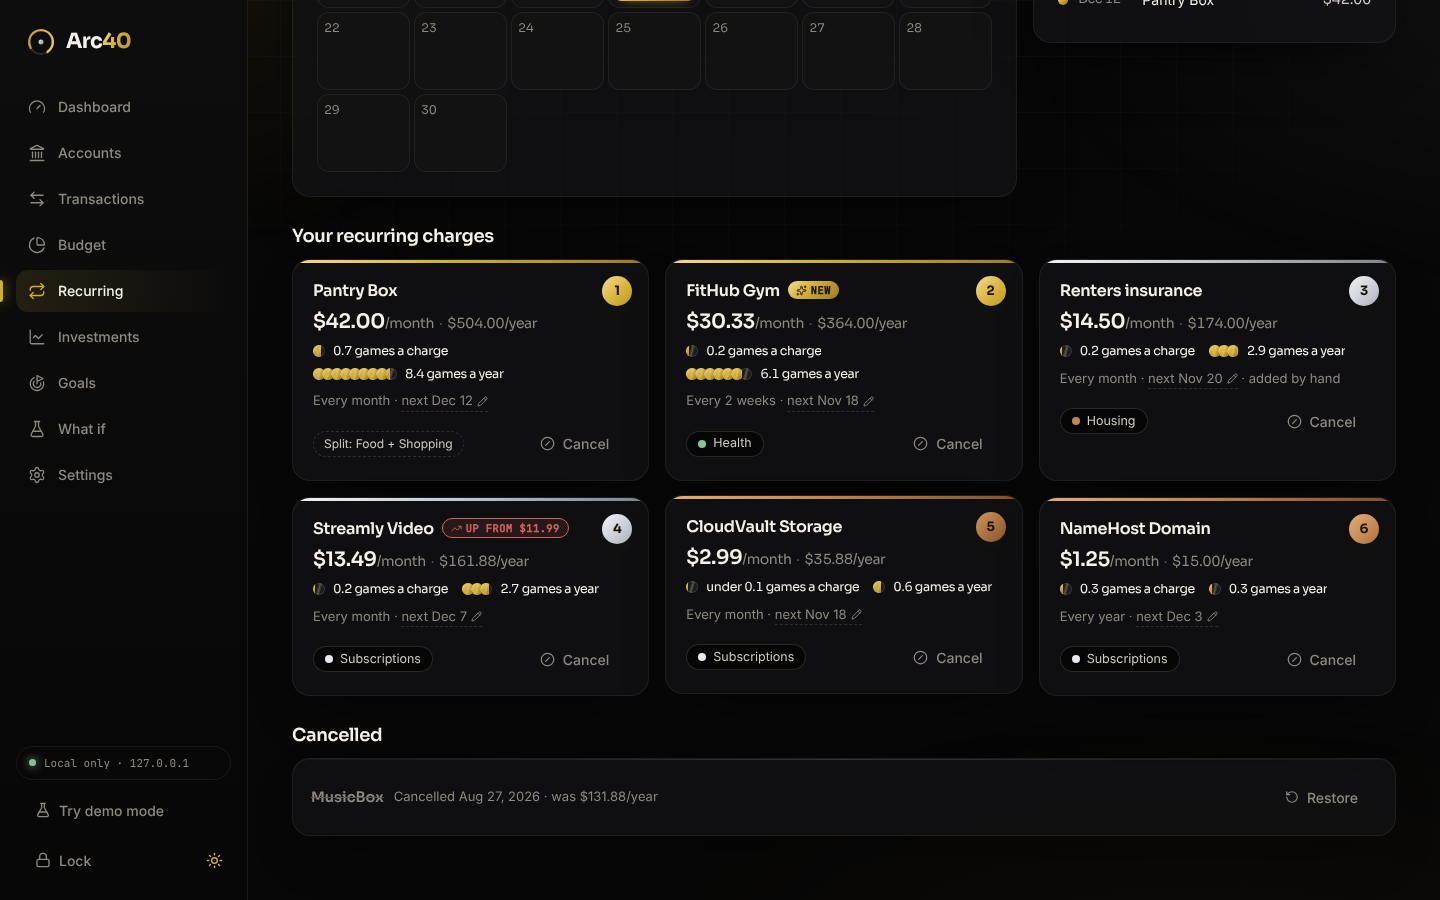 Arc40
Dashboard
Accounts
Transactions
Budget
Recurring
Investments
Goals
What if
Settings
Local only · 127.0.0.1
Try demo mode
Lock
22 23 24 25 26 27 28
29 30
Dec 12 Pantry Box $42.00
Your recurring charges
Pantry Box 1
$42.00/month · $504.00/year
0.7 games a charge
8.4 games a year
Every month · next Dec 12
Split: Food + Shopping Cancel
FitHub Gym NEW 2
$30.33/month · $364.00/year
0.2 games a charge
6.1 games a year
Every 2 weeks · next Nov 18
Health Cancel
Renters insurance 3
$14.50/month · $174.00/year
0.2 games a charge 2.9 games a year
Every month · next Nov 20 · added by hand
Housing Cancel
Streamly Video UP FROM $11.99 4
$13.49/month · $161.88/year
0.2 games a charge 2.7 games a year
Every month · next Dec 7
Subscriptions Cancel
CloudVault Storage 5
$2.99/month · $35.88/year
under 0.1 games a charge 0.6 games a year
Every month · next Nov 18
Subscriptions Cancel
NameHost Domain 6
$1.25/month · $15.00/year
0.3 games a charge 0.3 games a year
Every year · next Dec 3
Subscriptions Cancel
Cancelled
MusicBox Cancelled Aug 27, 2026 · was $131.88/year Restore